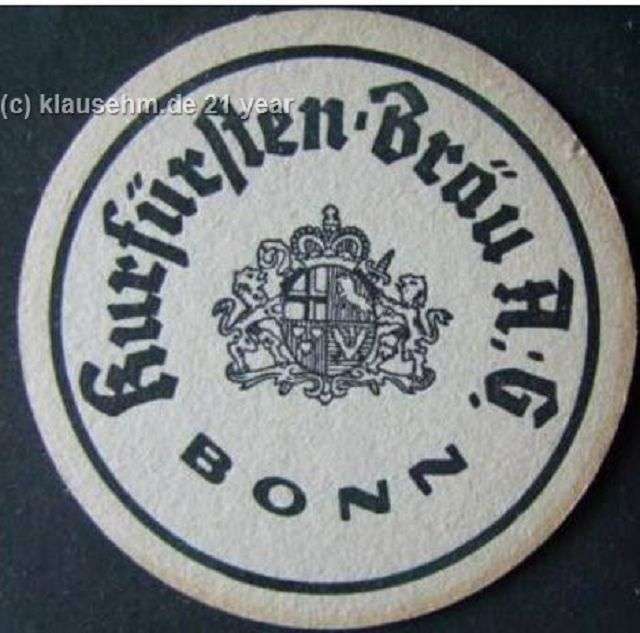 (c) klausehm.de 21 year
Kurfürsten-Bräu A.G.
BONN